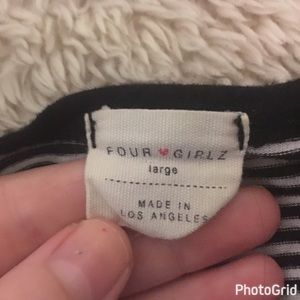 FOUR ❤ GIRLZ
large
MADE IN
LOS ANGELES
PhotoGrid